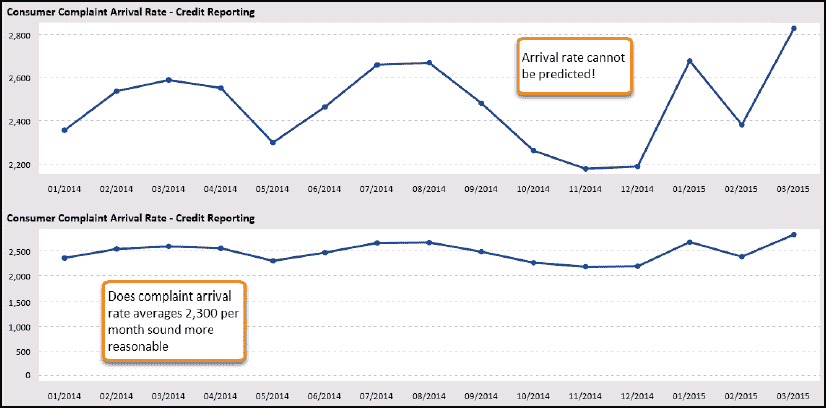 Consumer Complaint Arrival Rate - Credit Reporting
2,800
Arrival rate cannot
be predicted!
2,600
2,400
2,200
01/2014 02/2014 03/2014 04/2014 05/2014 06/2014 07/2014 08/2014 09/2014 10/2014 11/2014 12/2014 01/2015 02/2015 03/2015
Consumer Complaint Arrival Rate - Credit Reporting
2,500
2,000
Does complaint arrival
rate averages 2,300 per
month sound more
reasonable
1,500
1,000
500
0
01/2014 02/2014 03/2014 04/2014 05/2014 06/2014 07/2014 08/2014 09/2014 10/2014 11/2014 12/2014 01/2015 02/2015 03/2015